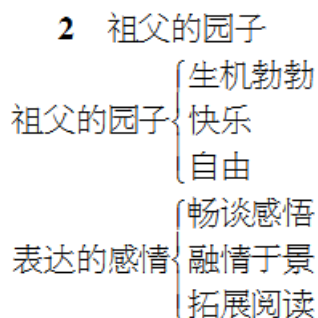 2 祖父的园子
生机勃勃
祖父的园子 快乐
自由
畅谈感悟
表达的感情 融情于景
拓展阅读